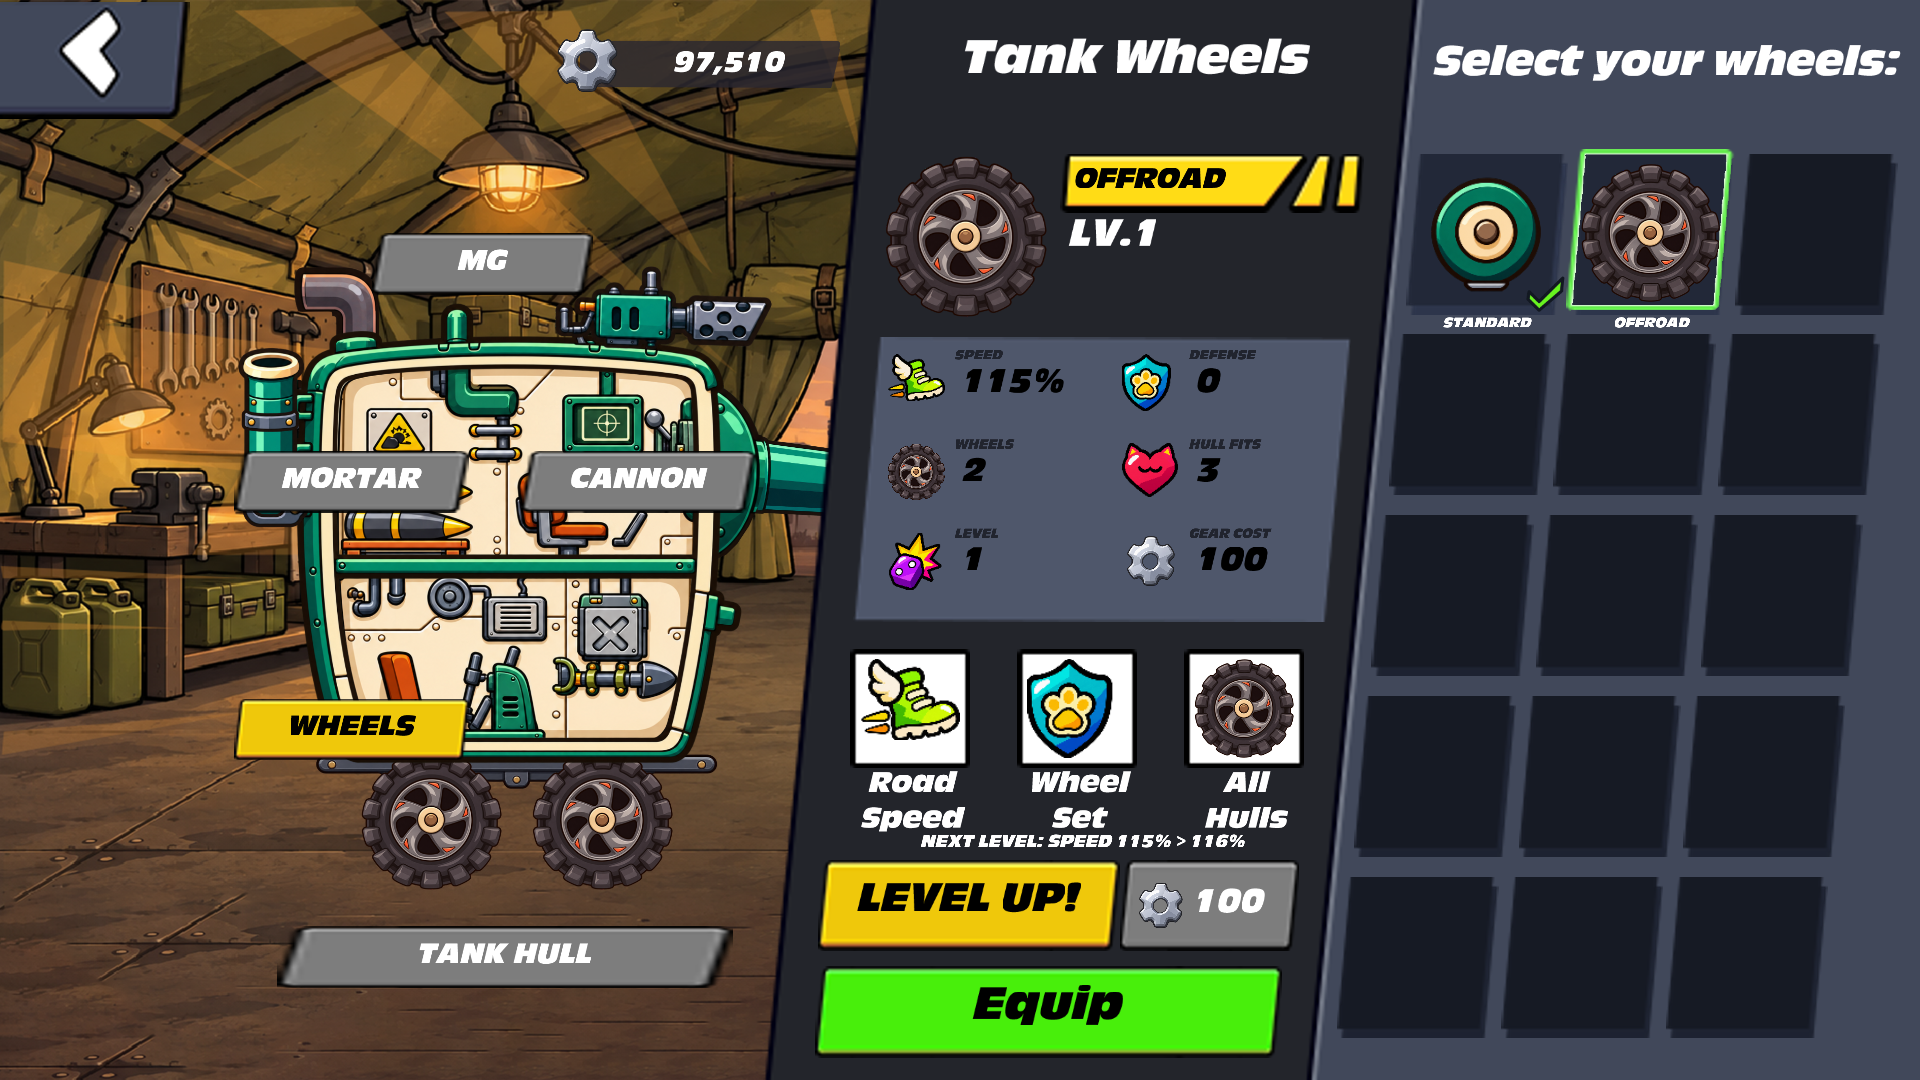 97,510
MG
MORTAR
CANNON
WHEELS
TANK HULL
Tank Wheels
OFFROAD
LV.1
SPEED
115%
DEFENSE
0
WHEELS
2
HULL FITS
3
LEVEL
1
GEAR COST
100
Road
Speed
Wheel
Set
All
Hulls
NEXT LEVEL: SPEED 115% > 116%
LEVEL UP!
100
Equip
Select your wheels:
STANDARD
OFFROAD